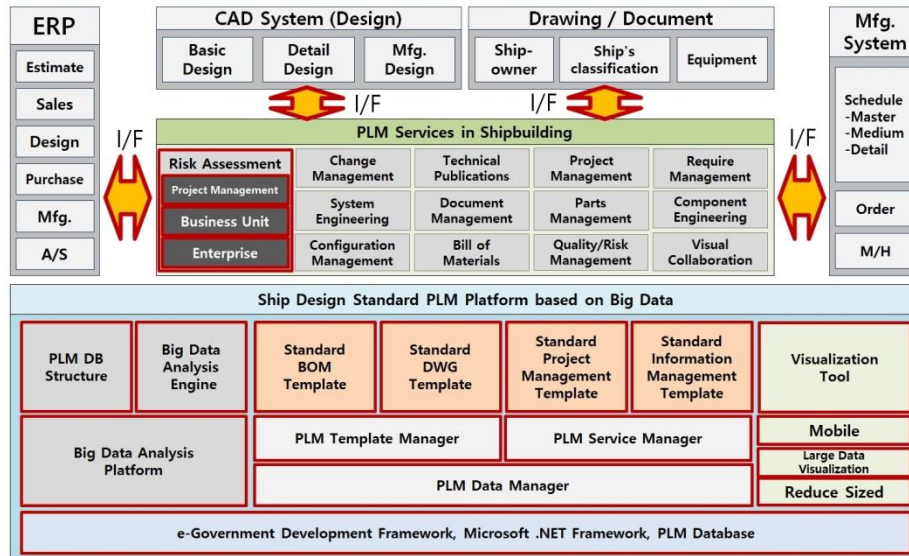 ERP
Estimate
Sales
Design
Purchase
Mfg.
A/S
I/F
CAD System (Design)
Basic
Design
Detail
Design
Mfg.
Design
I/F
Drawing / Document
Ship-
owner
Ship's
classification
Equipment
I/F
Mfg.
System
Schedule
-Master
-Medium
-Detail
Order
M/H
I/F
PLM Services in Shipbuilding
Risk Assessment
Project Management
Business Unit
Enterprise
Change
Management
Technical
Publications
Project
Management
Require
Management
System
Engineering
Document
Management
Parts
Management
Component
Engineering
Configuration
Management
Bill of
Materials
Quality/Risk
Management
Visual
Collaboration
Ship Design Standard PLM Platform based on Big Data
PLM DB
Structure
Big Data
Analysis
Engine
Standard
BOM
Template
Standard
DWG
Template
Standard
Project
Management
Template
Standard
Information
Management
Template
Visualization
Tool
Big Data Analysis
Platform
PLM Template Manager
PLM Service Manager
PLM Data Manager
Mobile
Large Data
Visualization
Reduce Sized
e-Government Development Framework, Microsoft .NET Framework, PLM Database